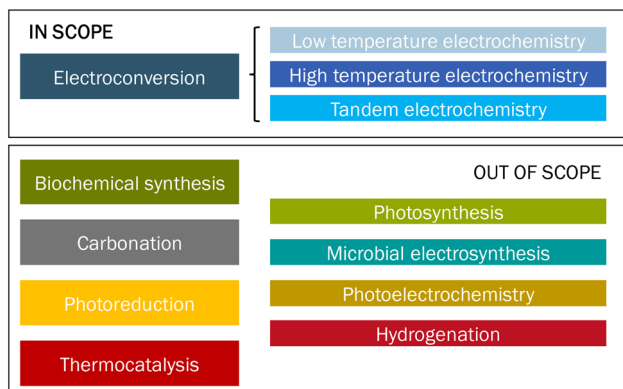 IN SCOPE
Electroconversion
Low temperature electrochemistry
High temperature electrochemistry
Tandem electrochemistry
OUT OF SCOPE
Biochemical synthesis
Carbonation
Photoreduction
Thermocatalysis
Photosynthesis
Microbial electrosynthesis
Photoelectrochemistry
Hydrogenation